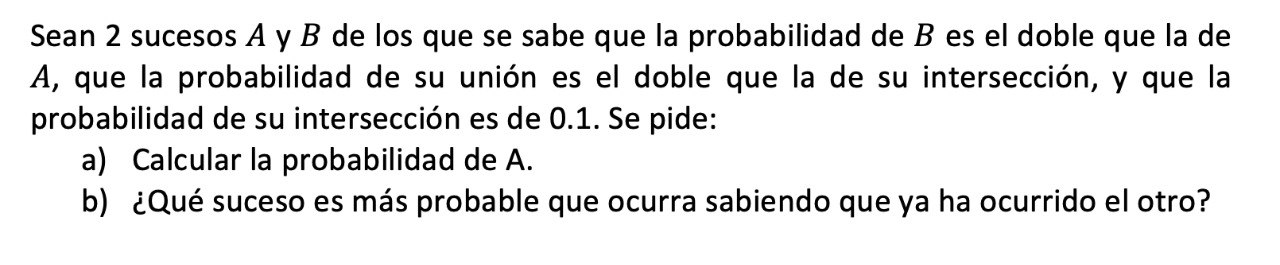 Sean 2 sucesos A y B de los que se sabe que la probabilidad de B es el doble que la de
A, que la probabilidad de su unión es el doble que la de su intersección, y que la
probabilidad de su intersección es de 0.1. Se pide:
a) Calcular la probabilidad de A.
b) ¿Qué suceso es más probable que ocurra sabiendo que ya ha ocurrido el otro?